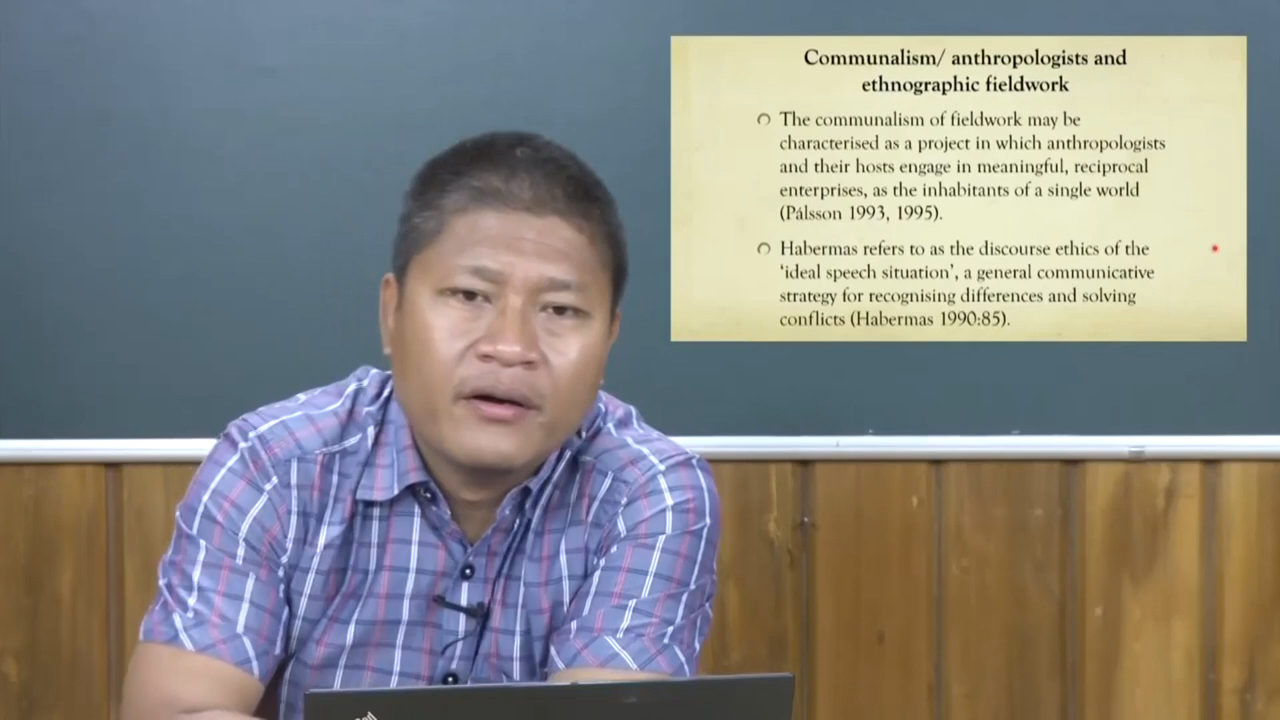 Communalism/ anthropologists and
ethnographic fieldwork
The communalism of fieldwork may be
characterised as a project in which anthropologists
and their hosts engage in meaningful, reciprocal
enterprises, as the inhabitants of a single world
(Pálsson 1993, 1995).
Habermas refers to as the discourse ethics of the
‘ideal speech situation’, a general communicative
strategy for recognising differences and solving
conflicts (Habermas 1990:85).